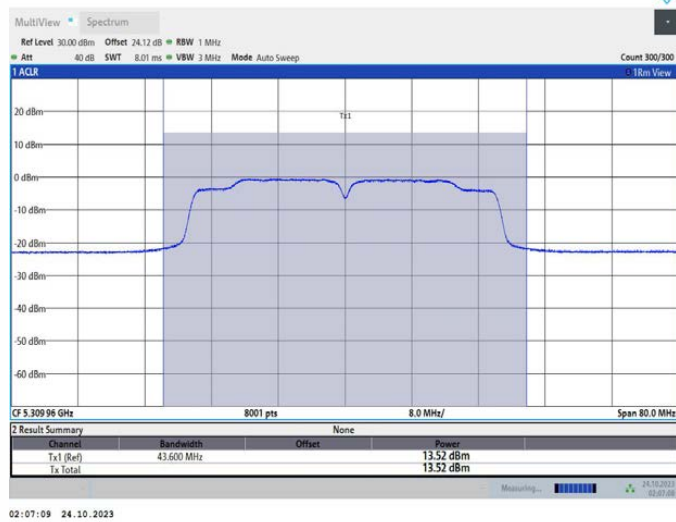 MultiView Spectrum
Ref Level 30.00 dBm Offset 24.12 dB RBW 1 MHz
Att 40 dB SWT 8.01 ms VBW 3 MHz Mode Auto Sweep Count 300/300
1 ACLR 1Rm View
Tx1
20 dBm
10 dBm
0 dBm
-10 dBm
-20 dBm
-30 dBm
-40 dBm
-50 dBm
-60 dBm
CF 5.30996 GHz 8001 pts 8.0 MHz/ Span 80.0 MHz
2 Result Summary None
Channel Bandwidth Offset Power
Tx1 (Ref) 43.600 MHz 13.52 dBm
Tx Total 13.52 dBm
Measuring... 24.10.2023
02:07:08
02:07:09 24.10.2023